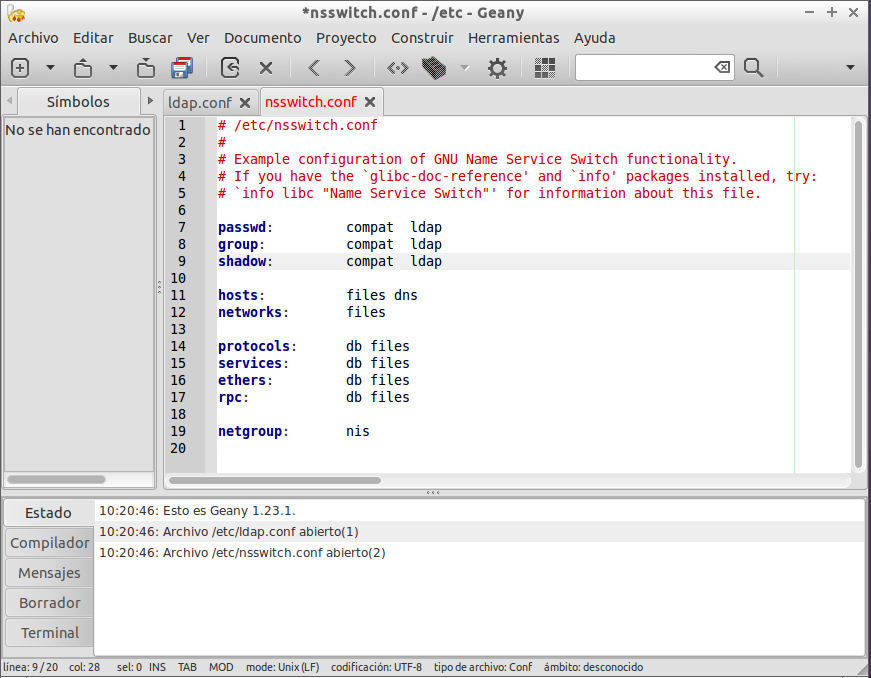 *nsswitch.conf - /etc - Geany
Archivo Editar Buscar Ver Documento Proyecto Construir Herramientas Ayuda
Símbolos
ldap.conf nsswitch.conf
No se han encontrado
1 # /etc/nsswitch.conf
2 #
3 # Example configuration of GNU Name Service Switch functionality.
4 # If you have the `glibc-doc-reference' and `info' packages installed, try:
5 # `info libc "Name Service Switch"' for information about this file.
6
7 passwd: compat ldap
8 group: compat ldap
9 shadow: compat ldap
10
11 hosts: files dns
12 networks: files
13
14 protocols: db files
15 services: db files
16 ethers: db files
17 rpc: db files
18
19 netgroup: nis
20
Estado
Compilador
Mensajes
Borrador
Terminal
10:20:46: Esto es Geany 1.23.1.
10:20:46: Archivo /etc/ldap.conf abierto(1)
10:20:46: Archivo /etc/nsswitch.conf abierto(2)
línea: 9 / 20 col: 28 sel: 0 INS TAB MOD modo: Unix (LF) codificación: UTF-8 tipo de archivo: Conf ámbito: desconocido